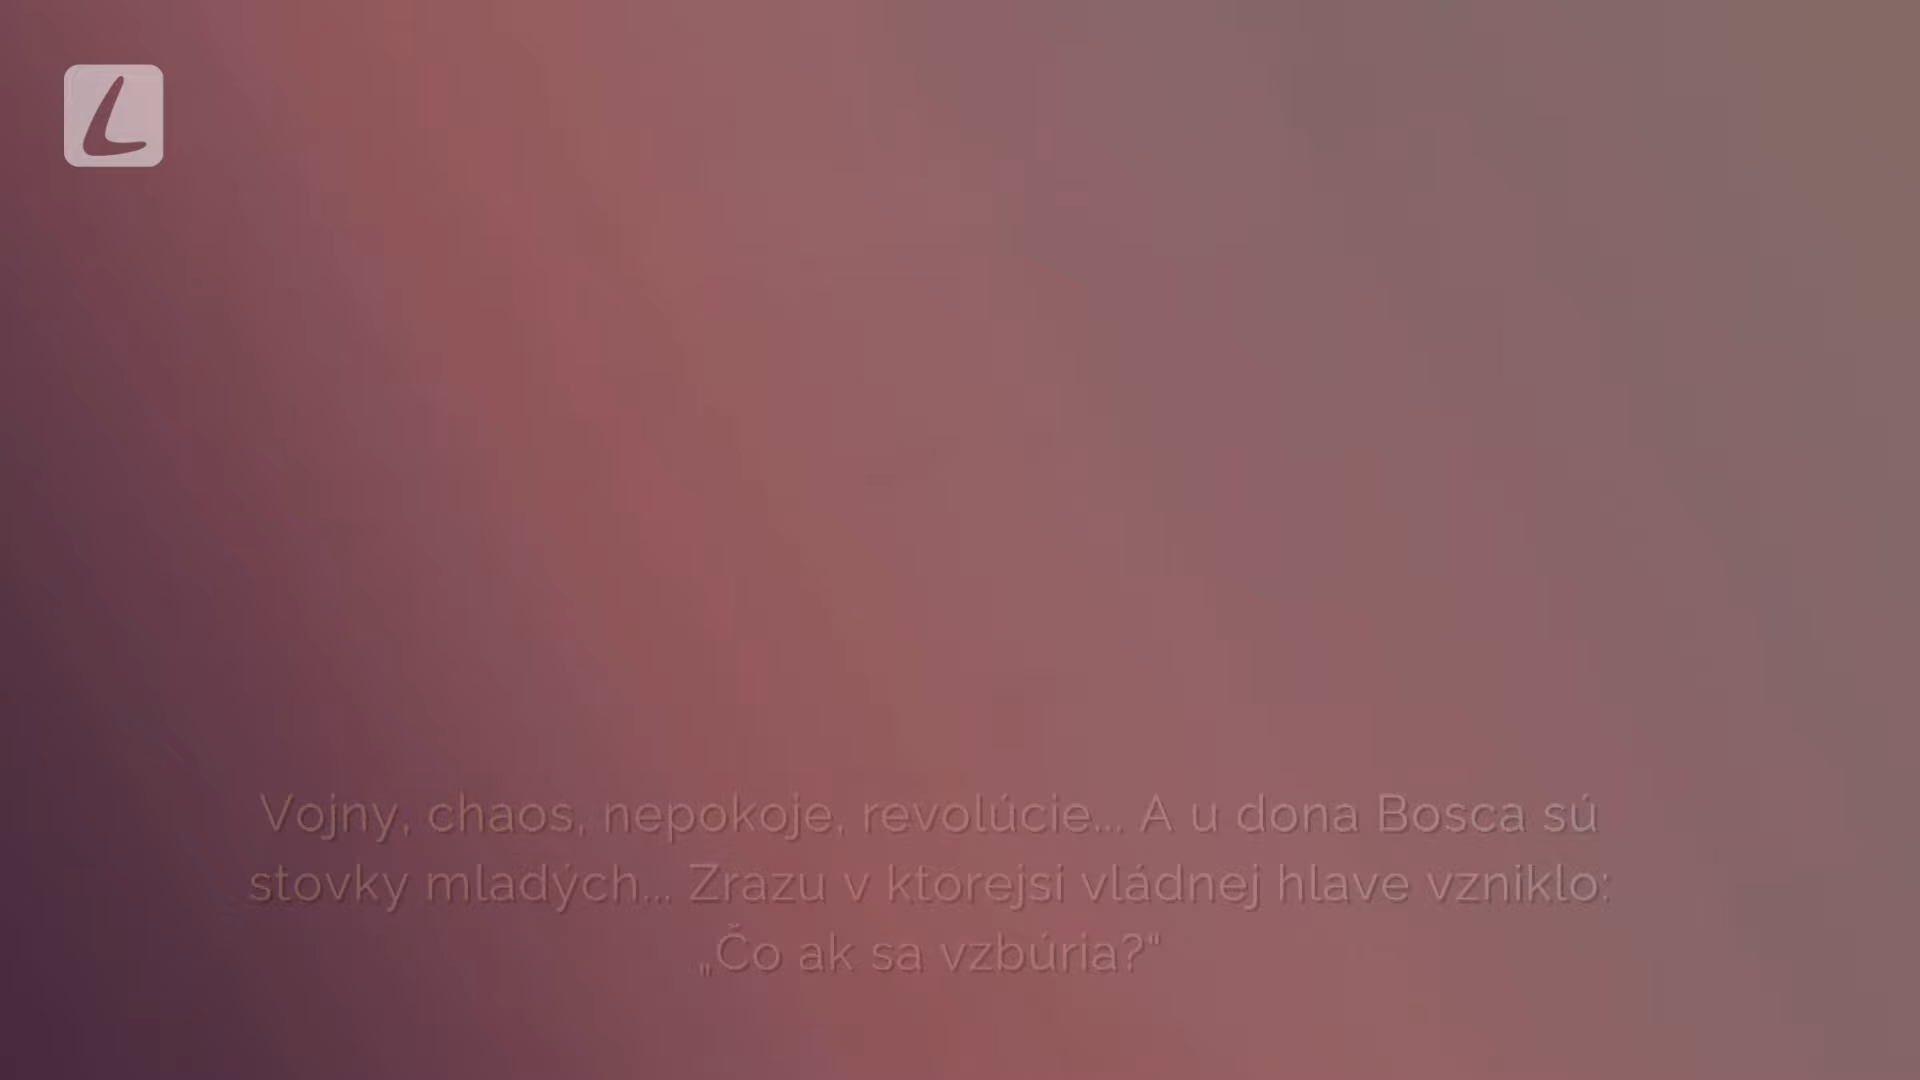 L
Vojny, chaos, nepokoje, revolúcie... A u dona Bosca sú
stovky mladých... Zrazu v ktorejsi vládnej hlave vzniklo:
„Čo ak sa vzbúria?"